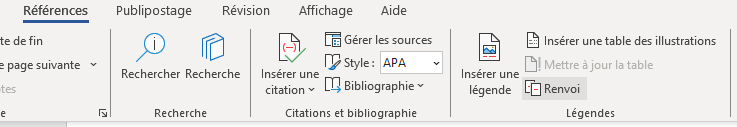 Références Publipostage Révision Affichage Aide
te de fin
e page suivante
otes
e
Rechercher Recherche
Recherche
Insérer une citation
Gérer les sources
Style : APA
Bibliographie
Citations et bibliographie
Insérer une légende
Insérer une table des illustrations
Mettre à jour la table
Renvoi
Légendes